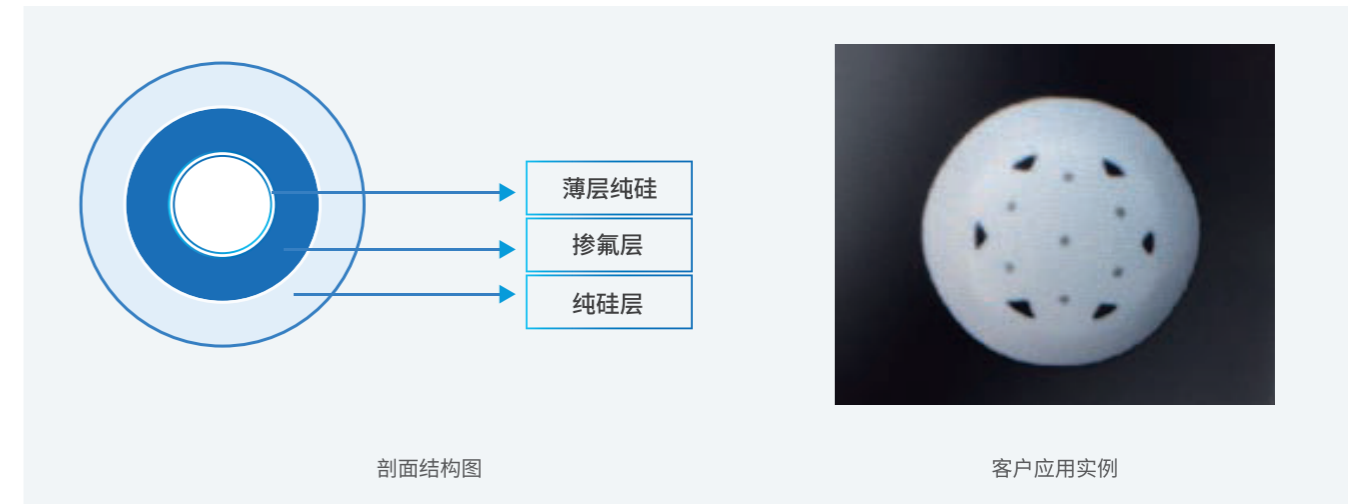 薄层纯硅
掺氟层
纯硅层
剖面结构图
客户应用实例